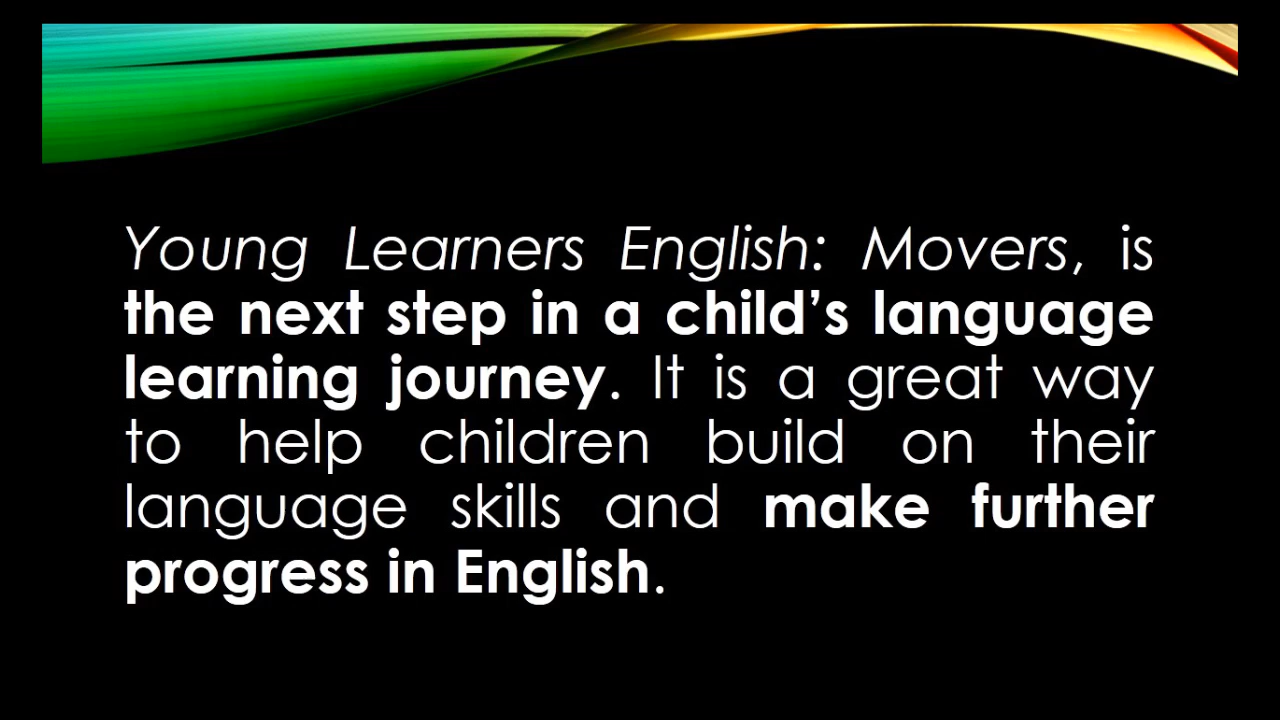 Young Learners English: Movers, is
the next step in a child’s language
learning journey. It is a great way
to help children build on their
language skills and make further
progress in English.